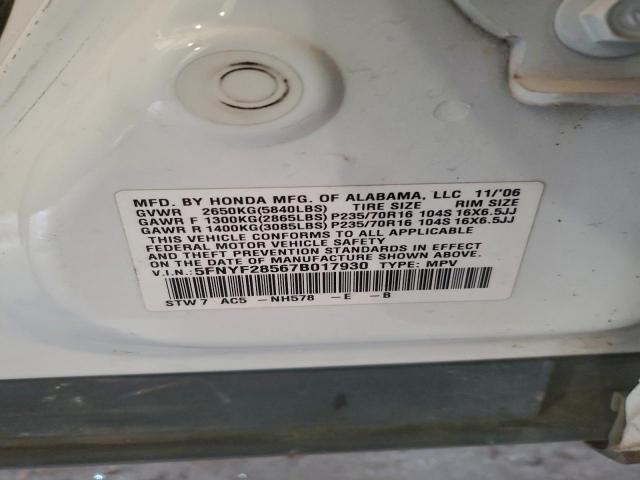 MFD. BY HONDA MFG. OF ALABAMA, LLC 11/'06
GVWR 2650KG(5840LBS) TIRE SIZE RIM SIZE
GAWR F 1300KG(2865LBS) P235/70R16 104S 16X6.5JJ
GAWR R 1400KG(3085LBS) P235/70R16 104S 16X6.5JJ
THIS VEHICLE CONFORMS TO ALL APPLICABLE
FEDERAL MOTOR VEHICLE SAFETY
AND THEFT PREVENTION STANDARDS IN EFFECT
ON THE DATE OF MANUFACTURE SHOWN ABOVE.
V.I.N.: 5FNYF28567B017930 TYPE: MPV
STW7 AC5 -NH578 -E -B